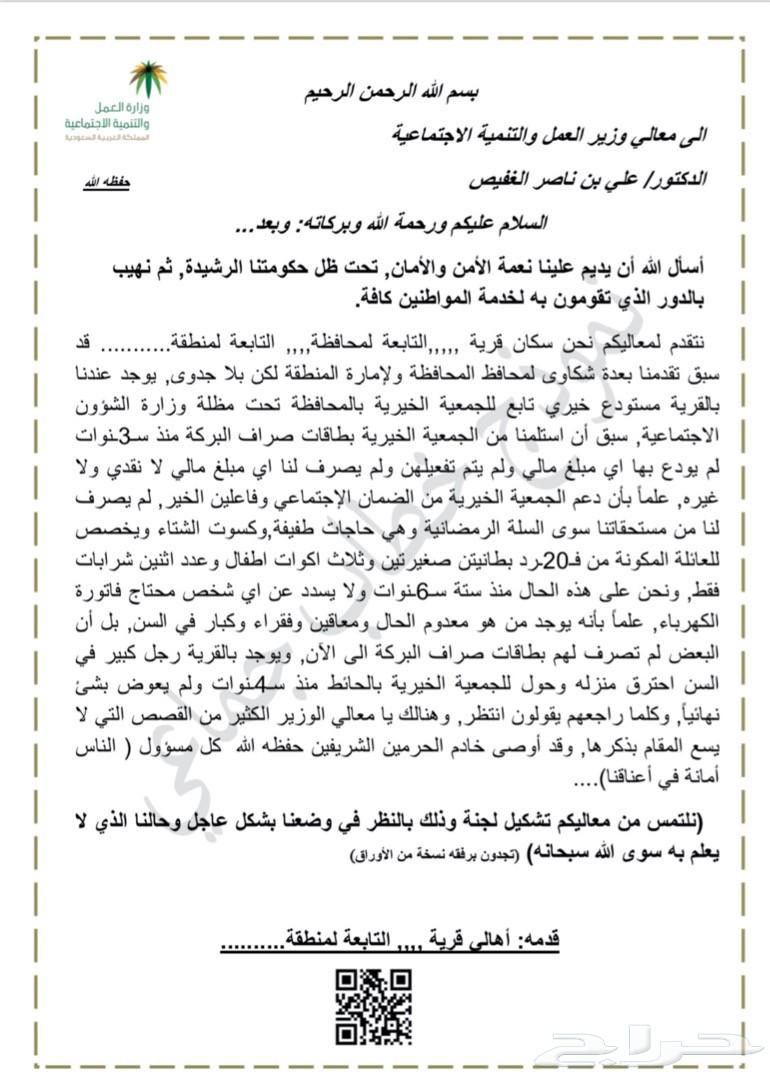 وزارة العمل
والتنمية الاجتماعية
المملكة العربية السعودية
بسم الله الرحمن الرحيم
الى معالي وزير العمل والتنمية الاجتماعية
الدكتور/ علي بن ناصر الغفيص حفظه الله
السلام عليكم ورحمة الله وبركاته: وبعد...
أسأل الله أن يديم علينا نعمة الأمن والأمان, تحت ظل حكومتنا الرشيدة, ثم نهيب
بالدور الذي تقومون به لخدمة المواطنين كافة.
نتقدم لمعاليكم نحن سكان قرية ,,,,,التابعة لمحافظة,,,, التابعة لمنطقة........... قد
سبق تقدمنا بعدة شكاوى لمحافظ المحافظة ولإمارة المنطقة لكن بلا جدوى, يوجد عندنا
بالقرية مستودع خيري تابع للجمعية الخيرية بالمحافظة تحت مظلة وزارة الشؤون
الاجتماعية, سبق أن استلمنا من الجمعية الخيرية بطاقات صراف البركة منذ سـ3ـنوات
لم يودع بها اي مبلغ مالي ولم يتم تفعيلهن ولم يصرف لنا اي مبلغ مالي لا نقدي ولا
غيره, علماً بأن دعم الجمعية الخيرية من الضمان الإجتماعي وفاعلين الخير, لم يصرف
لنا من مستحقاتنا سوى السلة الرمضانية وهي حاجات طفيفة,وكسوت الشتاء ويخصص
للعائلة المكونة من فـ20ـرد بطانيتن صغيرتين وثلاث اكوات اطفال وعدد اثنين شرابات
فقط, ونحن على هذه الحال منذ ستة سـ6ـنوات ولا يسدد عن اي شخص محتاج فاتورة
الكهرباء, علماً بأنه يوجد من هو معدوم الحال ومعاقين وفقراء وكبار في السن, بل أن
البعض لم تصرف لهم بطاقات صراف البركة الى الآن, ويوجد بالقرية رجل كبير في
السن احترق منزله وحول للجمعية الخيرية بالحائط منذ سـ4ـنوات ولم يعوض بشئ
نهائياً, وكلما راجعهم يقولون انتظر, وهنالك يا معالي الوزير الكثير من القصص التي لا
يسع المقام بذكرها, وقد أوصى خادم الحرمين الشريفين حفظه الله كل مسؤول ( الناس
أمانة في أعناقنا)....
(نلتمس من معاليكم تشكيل لجنة وذلك بالنظر في وضعنا بشكل عاجل وحالنا الذي لا
يعلم به سوى الله سبحانه) (تجدون برفقه نسخة من الأوراق)
قدمه: أهالي قرية ,,,, التابعة لمنطقة..........
نموذج خطاب جماعي
حراج